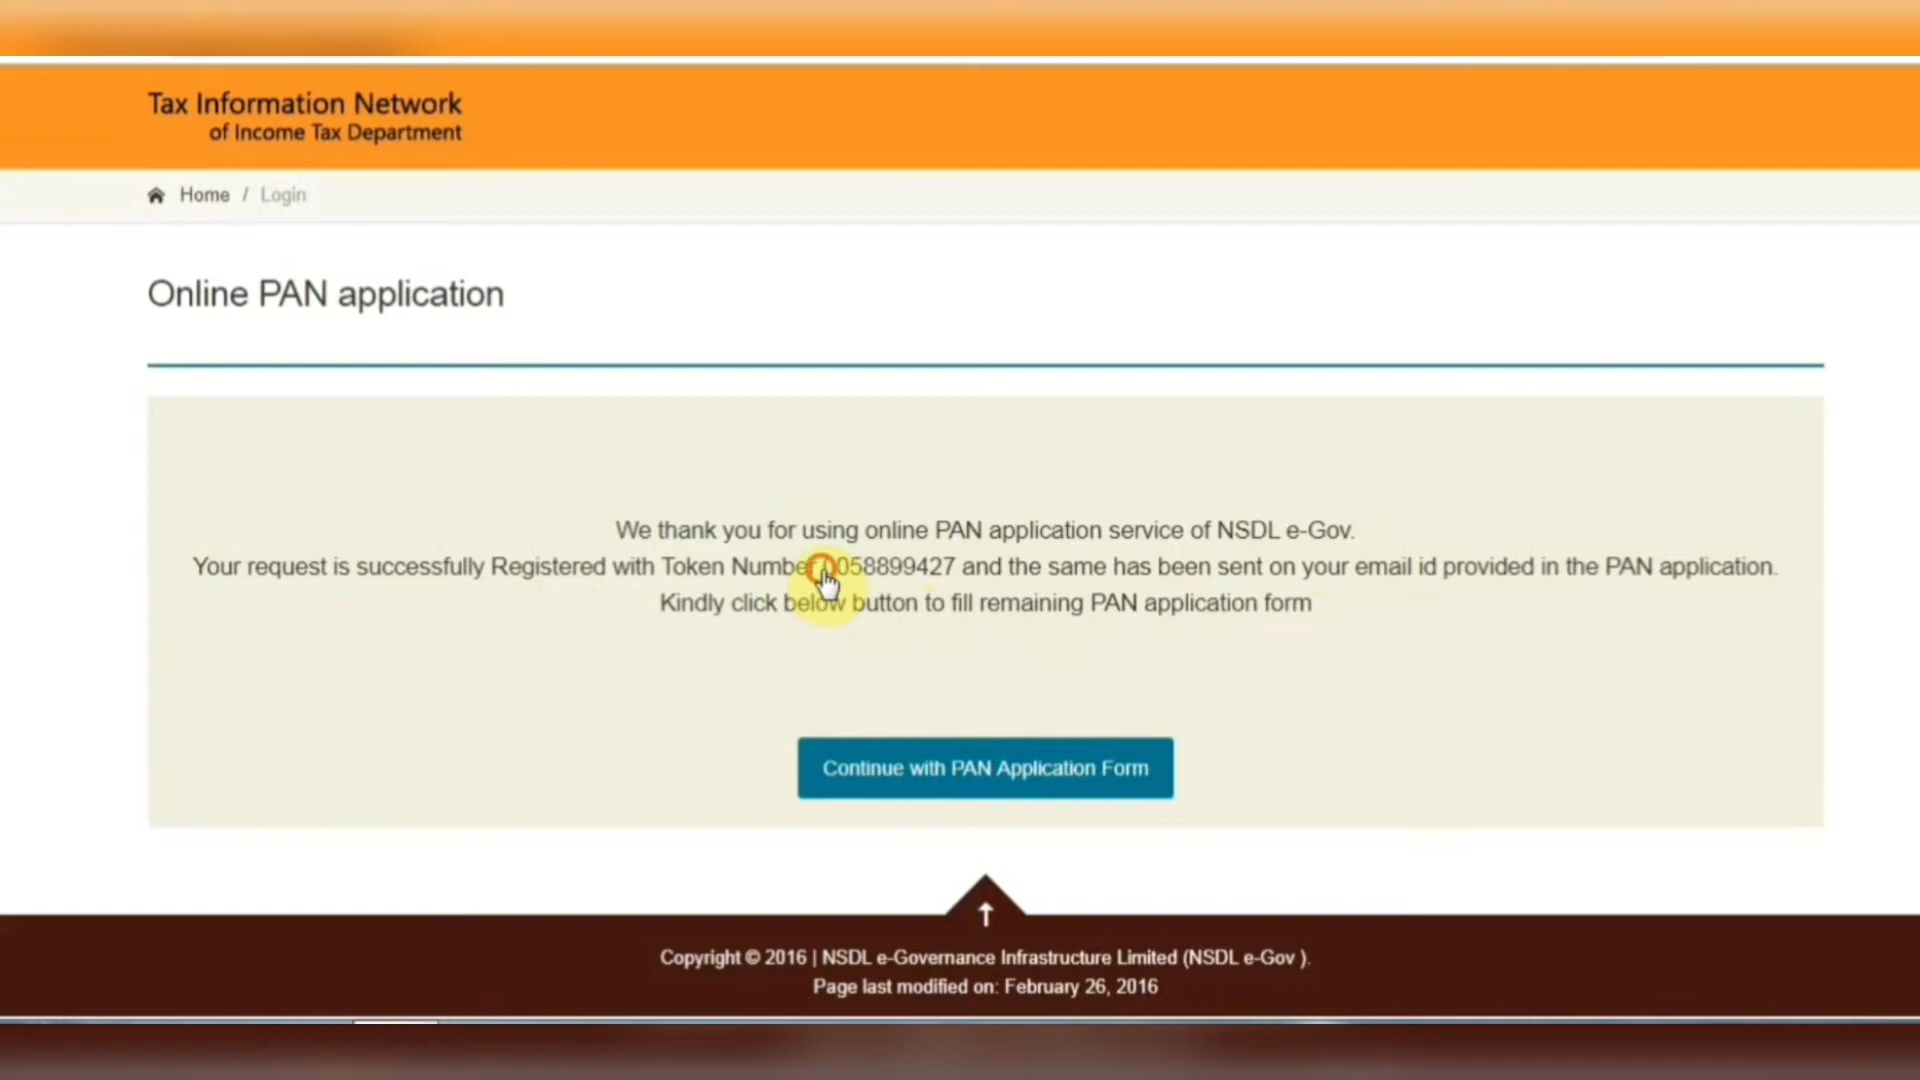 Tax Information Network
of Income Tax Department
Home / Login
Online PAN application
We thank you for using online PAN application service of NSDL e-Gov.
Your request is successfully Registered with Token Number 0058899427 and the same has been sent on your email id provided in the PAN application.
Kindly click below button to fill remaining PAN application form
Continue with PAN Application Form
Copyright © 2016 | NSDL e-Governance Infrastructure Limited (NSDL e-Gov ).
Page last modified on: February 26, 2016